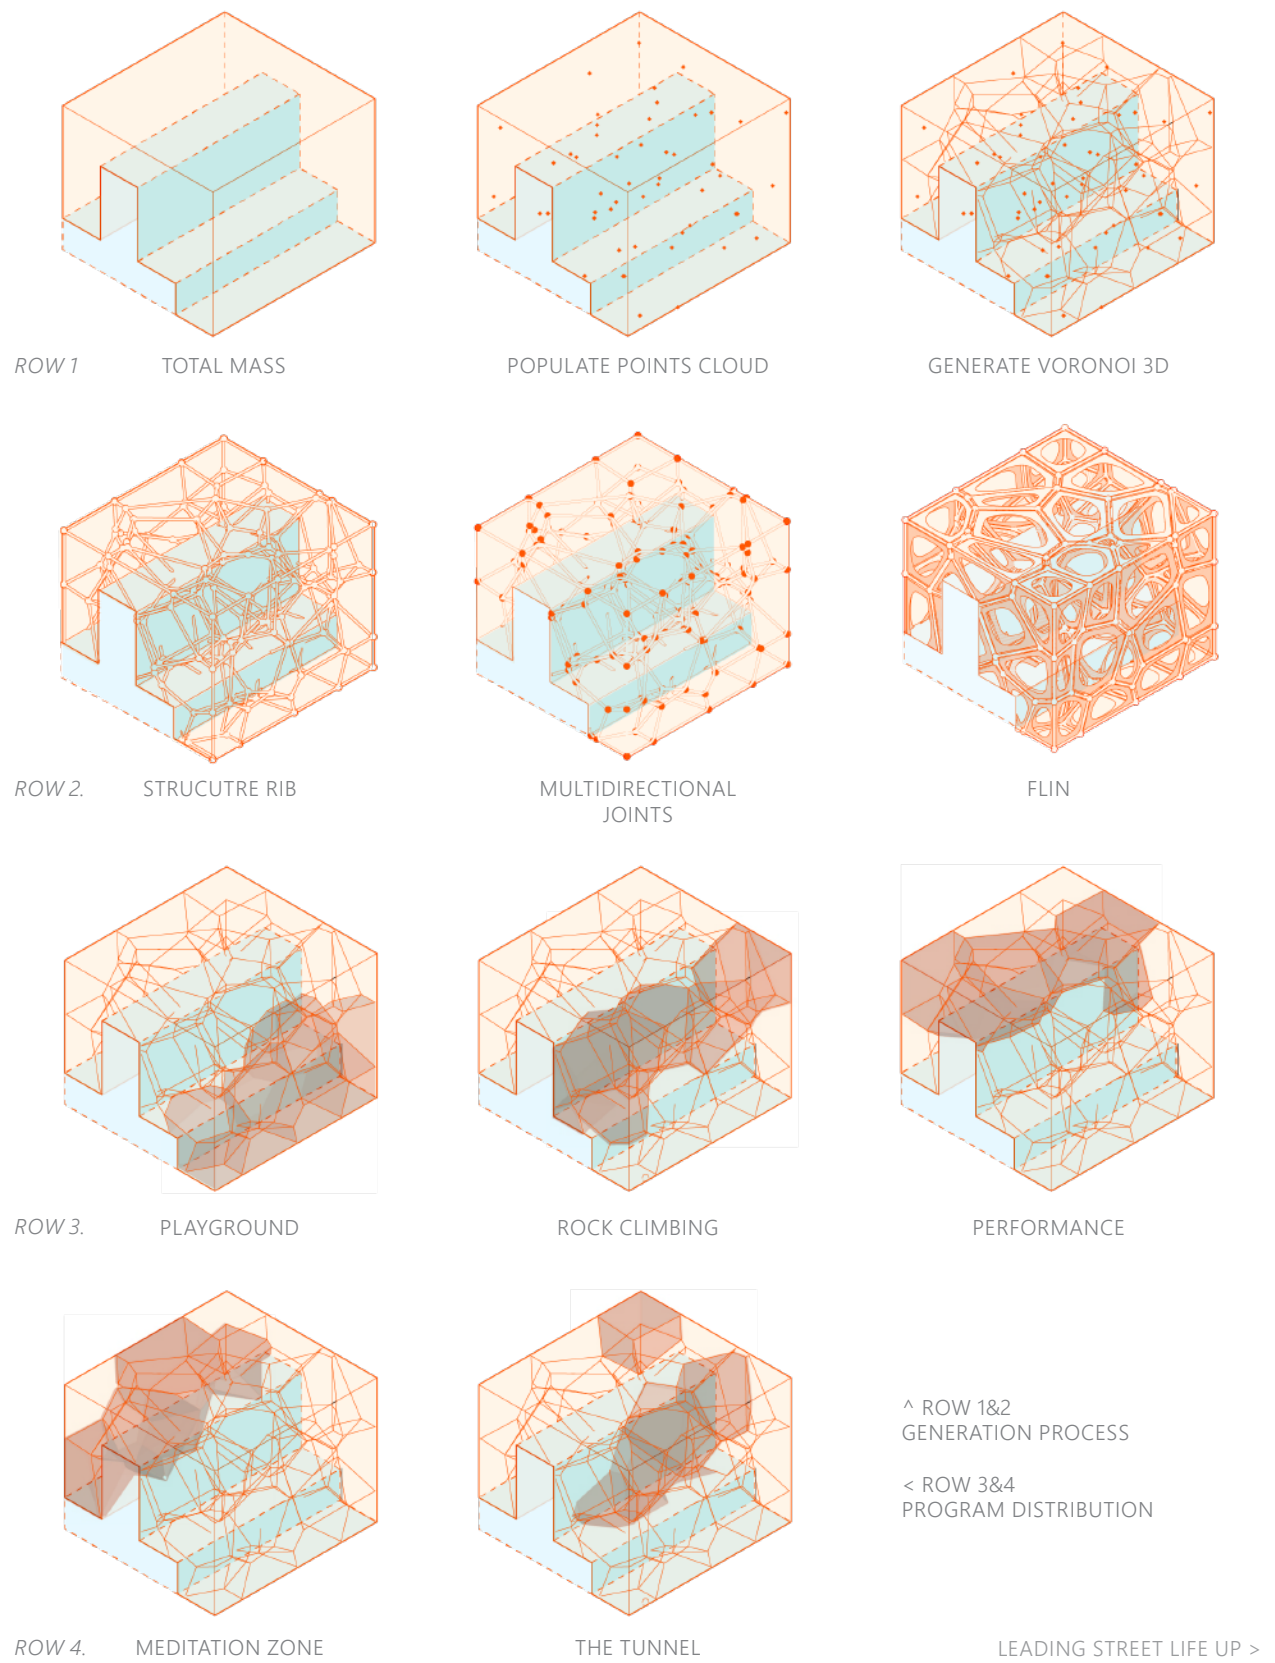 ROW 1
TOTAL MASS
POPULATE POINTS CLOUD
GENERATE VORONOI 3D
ROW 2.
STRUCUTRE RIB
MULTIDIRECTIONAL
JOINTS
FLIN
ROW 3.
PLAYGROUND
ROCK CLIMBING
PERFORMANCE
^ ROW 1&2
GENERATION PROCESS
< ROW 3&4
PROGRAM DISTRIBUTION
ROW 4.
MEDITATION ZONE
THE TUNNEL
LEADING STREET LIFE UP >